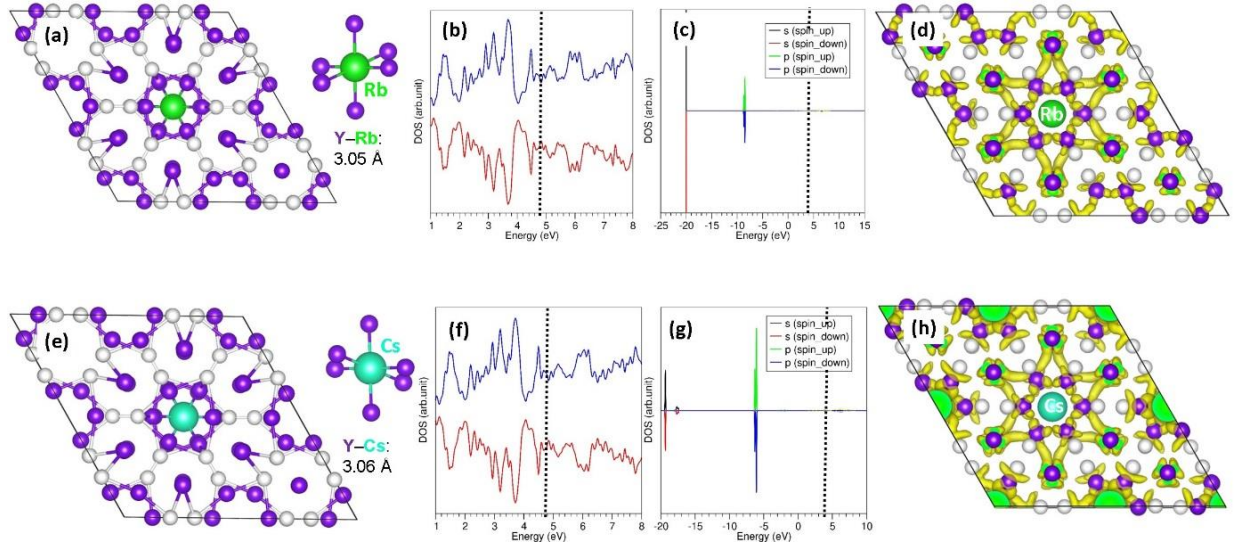 (a)
Rb
Y–Rb:
3.05 Å
(b)
DOS (arb.unit)
1 2 3 4 5 6 7 8
Energy (eV)
(c)
s (spin_up)
s (spin_down)
p (spin_up)
p (spin_down)
DOS (arb.unit)
-25 -20 -15 -10 -5 0 5 10 15
Energy (eV)
(d)
Rb
(e)
Cs
Y–Cs:
3.06 Å
(f)
DOS (arb.unit)
1 2 3 4 5 6 7 8
Energy (eV)
(g)
s (spin_up)
s (spin_down)
p (spin_up)
p (spin_down)
DOS (arb.unit)
-20 -15 -10 -5 0 5 10
Energy (eV)
(h)
Cs